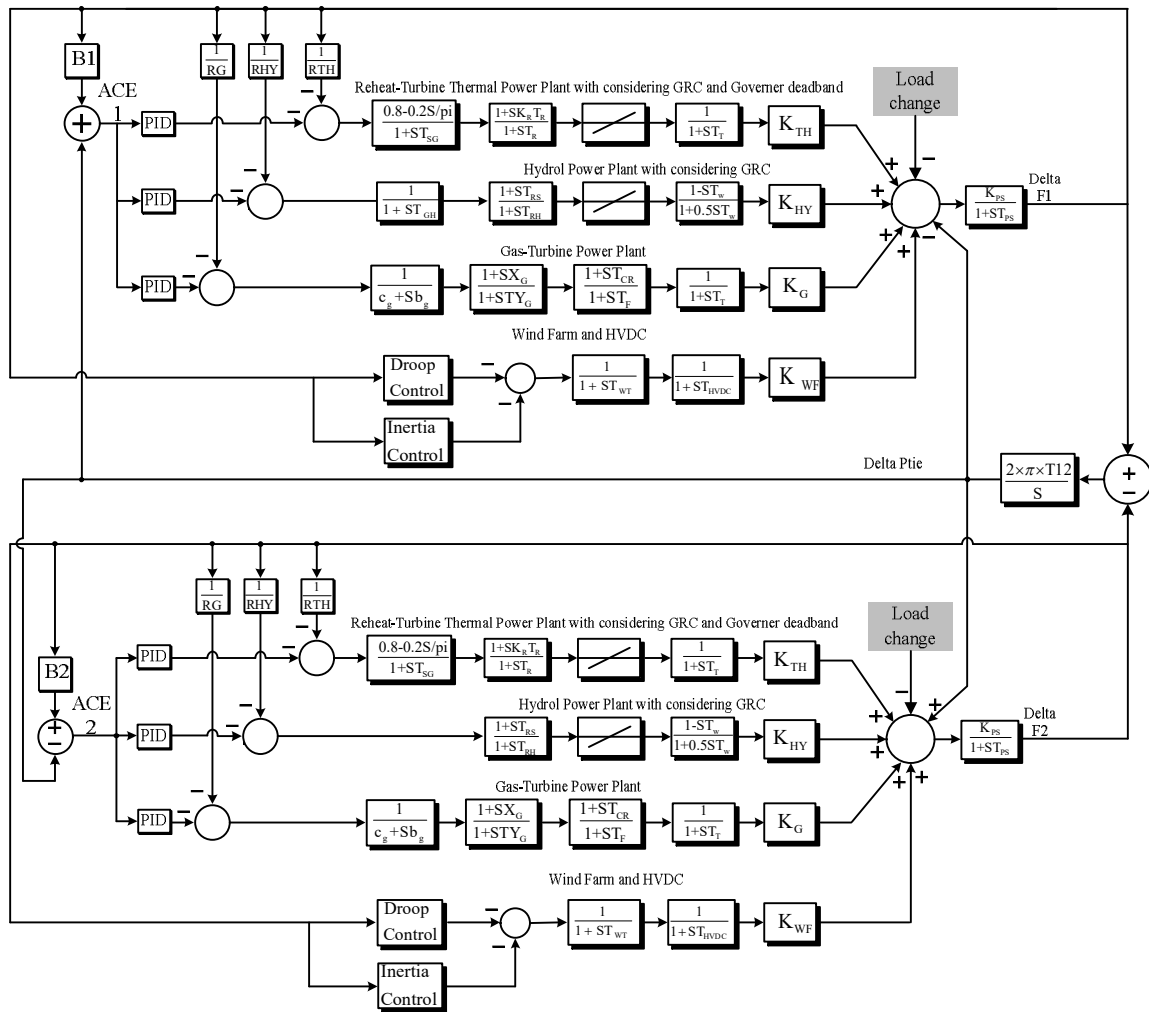 B1
1
RG
1
RHY
1
RTH
ACE
1
Reheat-Turbine Thermal Power Plant with considering GRC and Governer deadband
Load
change
PID
0.8-0.2S/pi
1+ST_SG
1+SK_R T_R
1+ST_R
1
1+ST_T
K_TH
Hydrol Power Plant with considering GRC
PID
1
1 + ST_GH
1+ST_RS
1+ST_RH
1-ST_w
1+0.5ST_w
K_HY
K_PS
1+ST_PS
Delta
F1
Gas-Turbine Power Plant
PID
1
c_g+Sb_g
1+SX_G
1+STY_G
1+ST_CR
1+ST_F
1
1+ST_T
K_G
Wind Farm and HVDC
Droop
Control
1
1 + ST_WT
1
1+ST_HVDC
K_WF
Inertia
Control
Delta Ptie
2×π×T12
S
1
RG
1
RHY
1
RTH
Reheat-Turbine Thermal Power Plant with considering GRC and Governer deadband
Load
change
B2
ACE
2
PID
0.8-0.2S/pi
1+ST_SG
1+SK_R T_R
1+ST_R
1
1+ST_T
K_TH
Hydrol Power Plant with considering GRC
PID
1+ST_RS
1+ST_RH
1-ST_w
1+0.5ST_w
K_HY
K_PS
1+ST_PS
Delta
F2
Gas-Turbine Power Plant
PID
1
c_g+Sb_g
1+SX_G
1+STY_G
1+ST_CR
1+ST_F
1
1+ST_T
K_G
Wind Farm and HVDC
Droop
Control
1
1 + ST_WT
1
1+ST_HVDC
K_WF
Inertia
Control